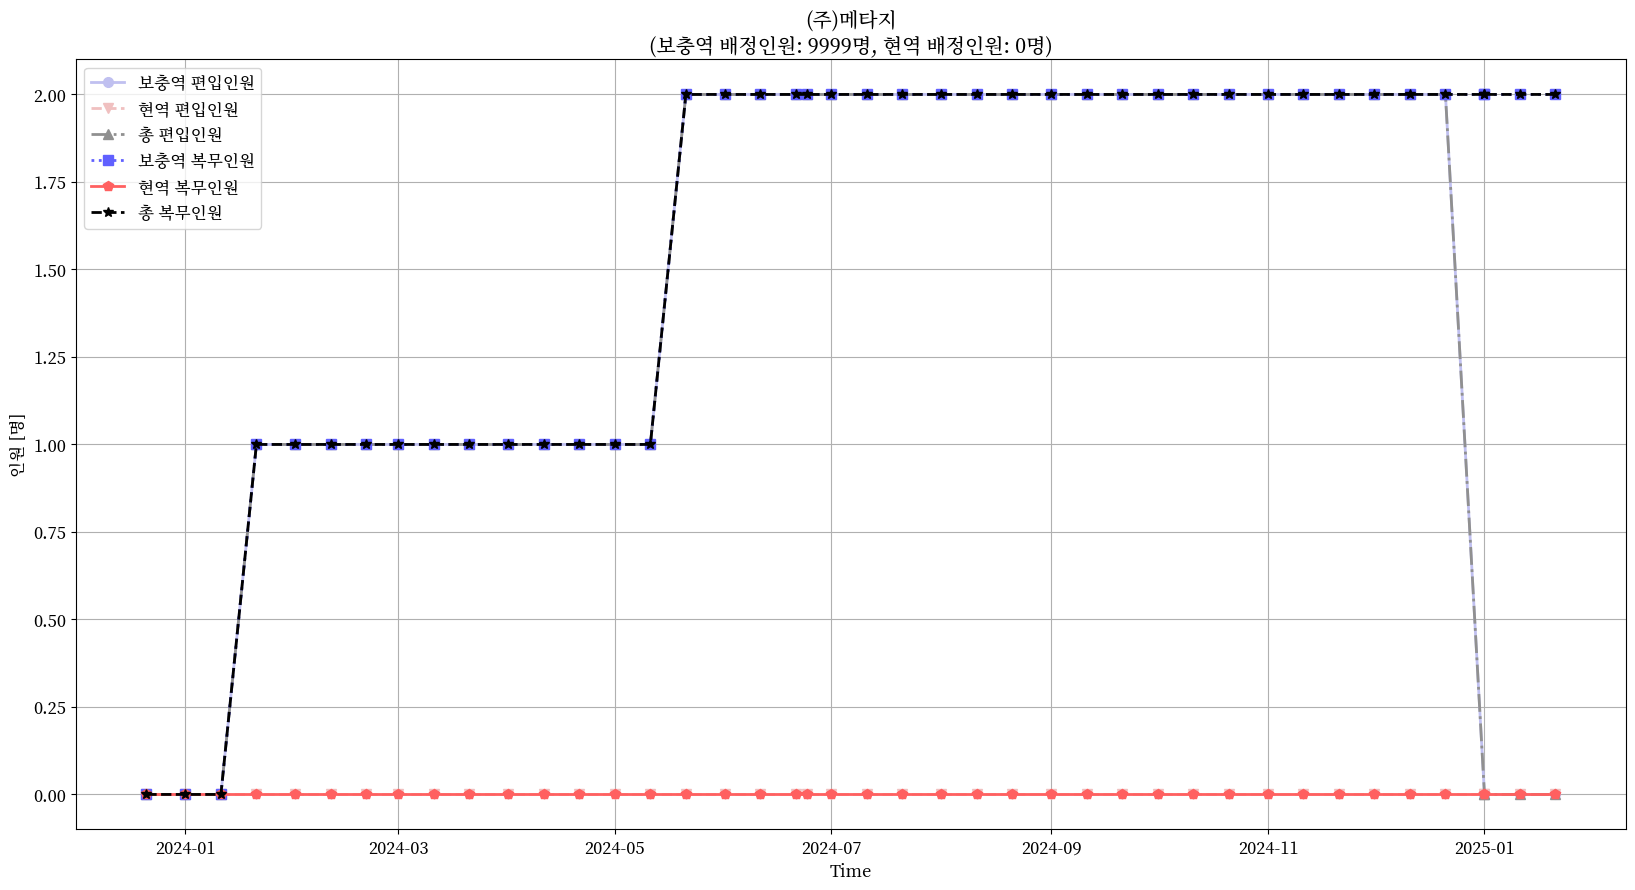 (주)메타지
(보충역 배정인원: 9999명, 현역 배정인원: 0명)
보충역 편입인원
현역 편입인원
총 편입인원
보충역 복무인원
현역 복무인원
총 복무인원
인원 [명]
2.00
1.75
1.50
1.25
1.00
0.75
0.50
0.25
0.00
2024-01 2024-03 2024-05 2024-07 2024-09 2024-11 2025-01
Time